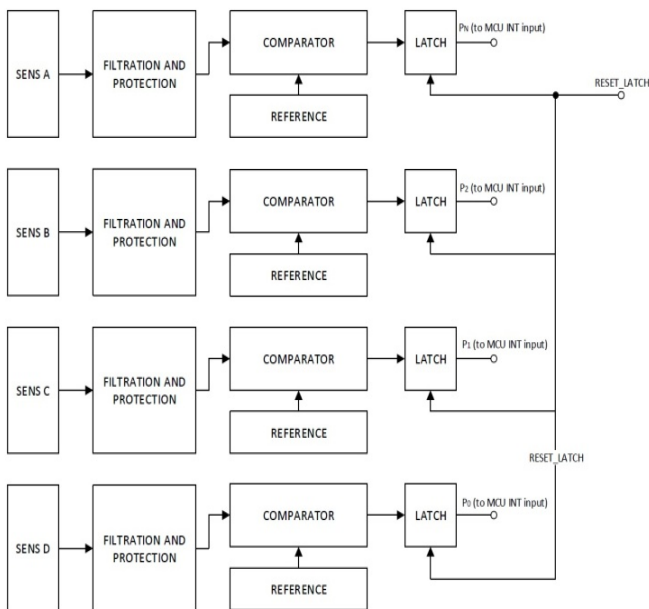 SENS A
FILTRATION AND
PROTECTION
COMPARATOR
LATCH
PN (to MCU INT input)
RESET_LATCH
REFERENCE
SENS B
FILTRATION AND
PROTECTION
COMPARATOR
LATCH
P2 (to MCU INT input)
REFERENCE
SENS C
FILTRATION AND
PROTECTION
COMPARATOR
LATCH
P1 (to MCU INT input)
REFERENCE
RESET_LATCH
SENS D
FILTRATION AND
PROTECTION
COMPARATOR
LATCH
P0 (to MCU INT input)
REFERENCE